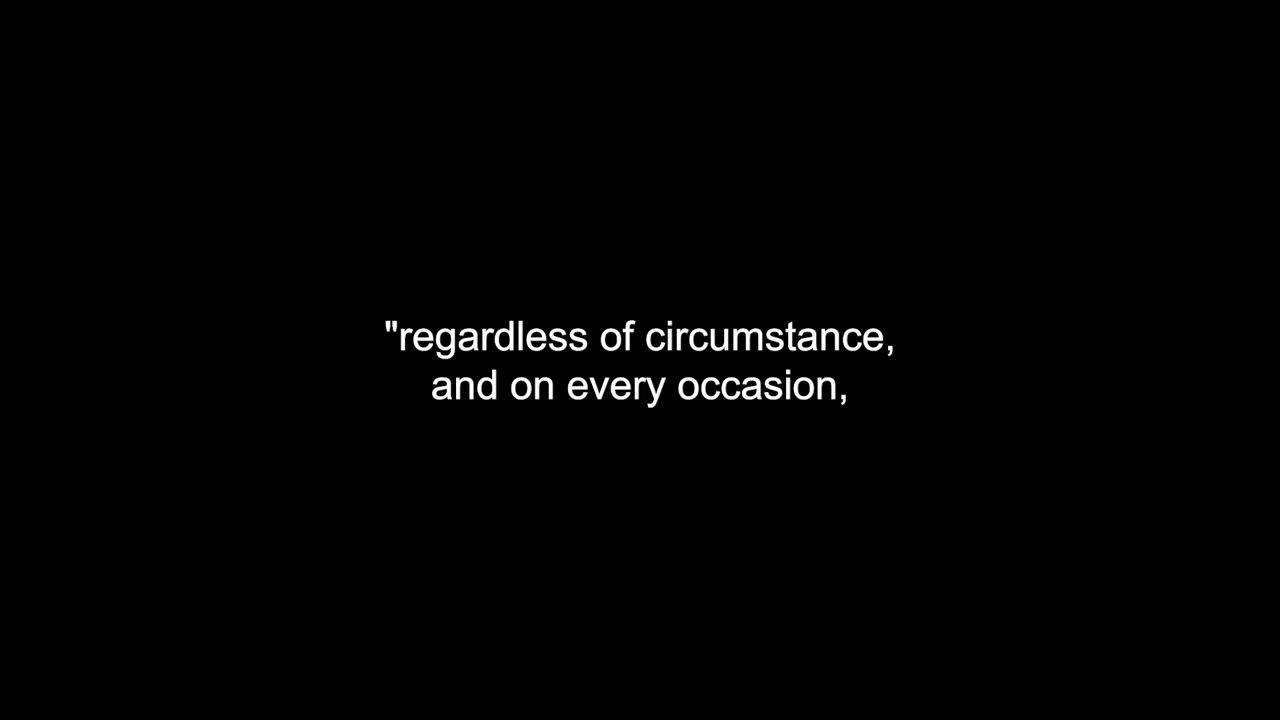 "regardless of circumstance,
and on every occasion,